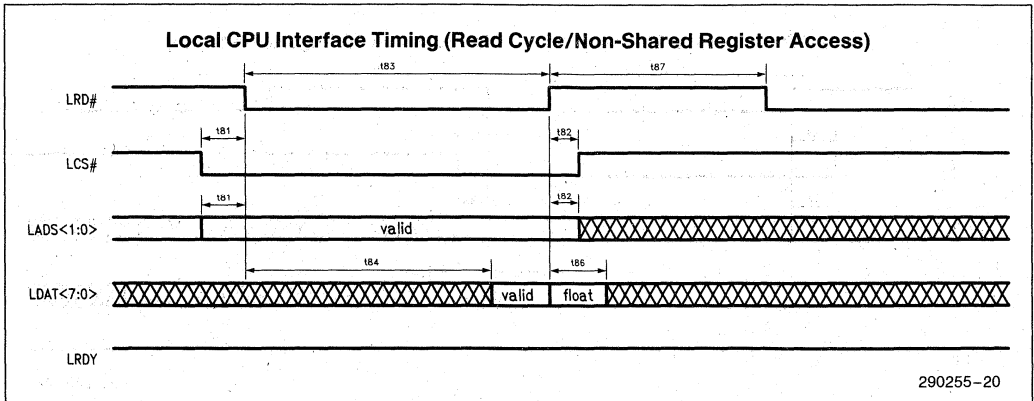 Local CPU Interface Timing (Read Cycle/Non-Shared Register Access)
t83 t87
LRD#
t81 t82
LCS#
t81 t82
LADS<1:0> valid
t84 t86
LDAT<7:0> valid float
LRDY
290255-20